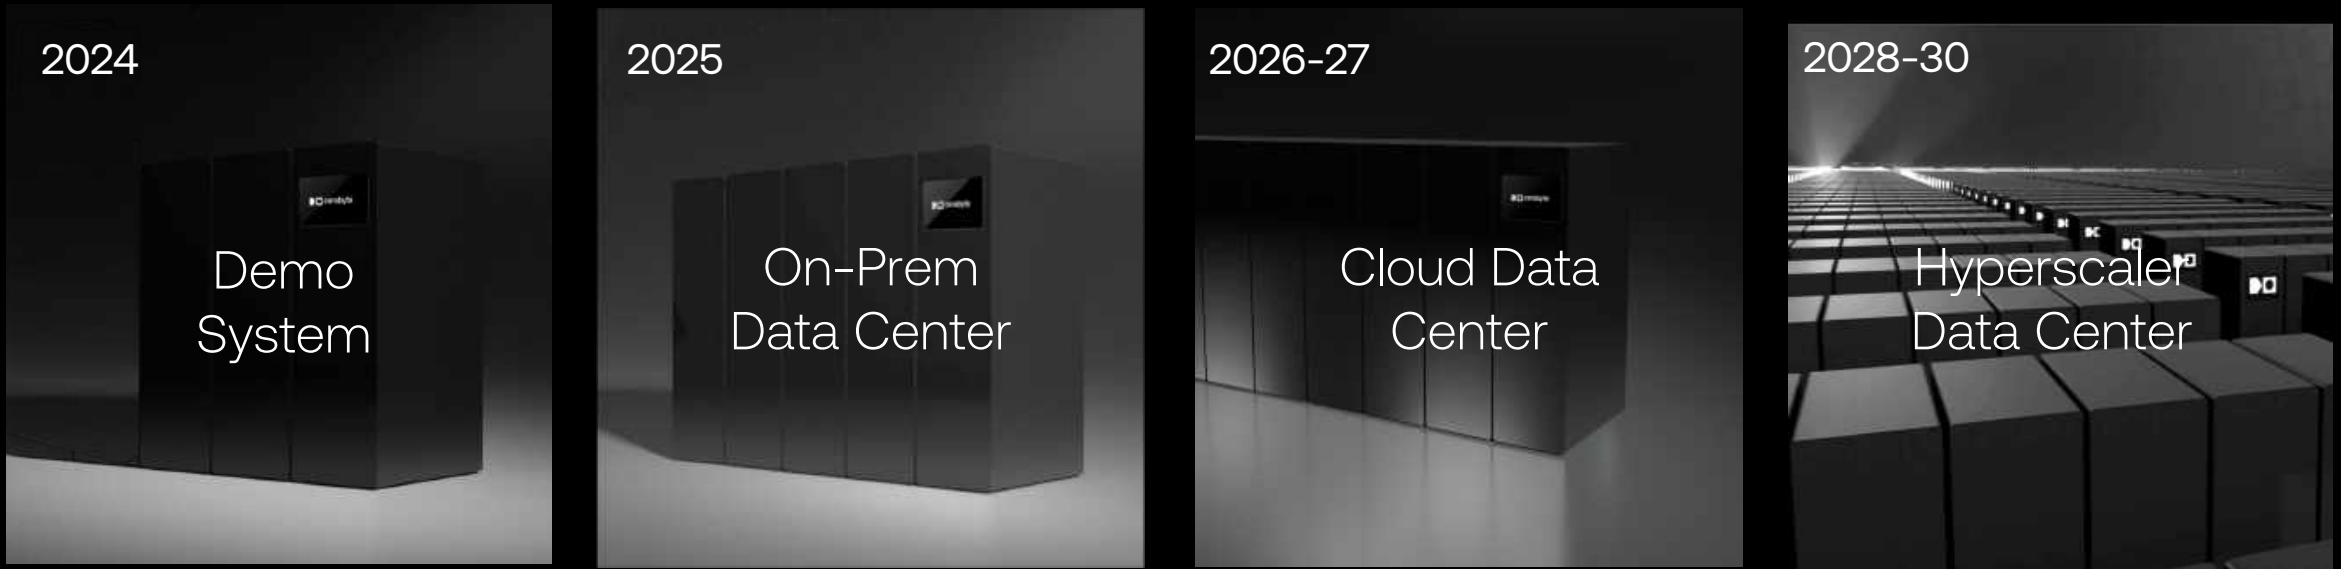 2024
Demo
System
2025
On-Prem
Data Center
2026-27
Cloud Data
Center
2028-30
Hyperscaler
Data Center